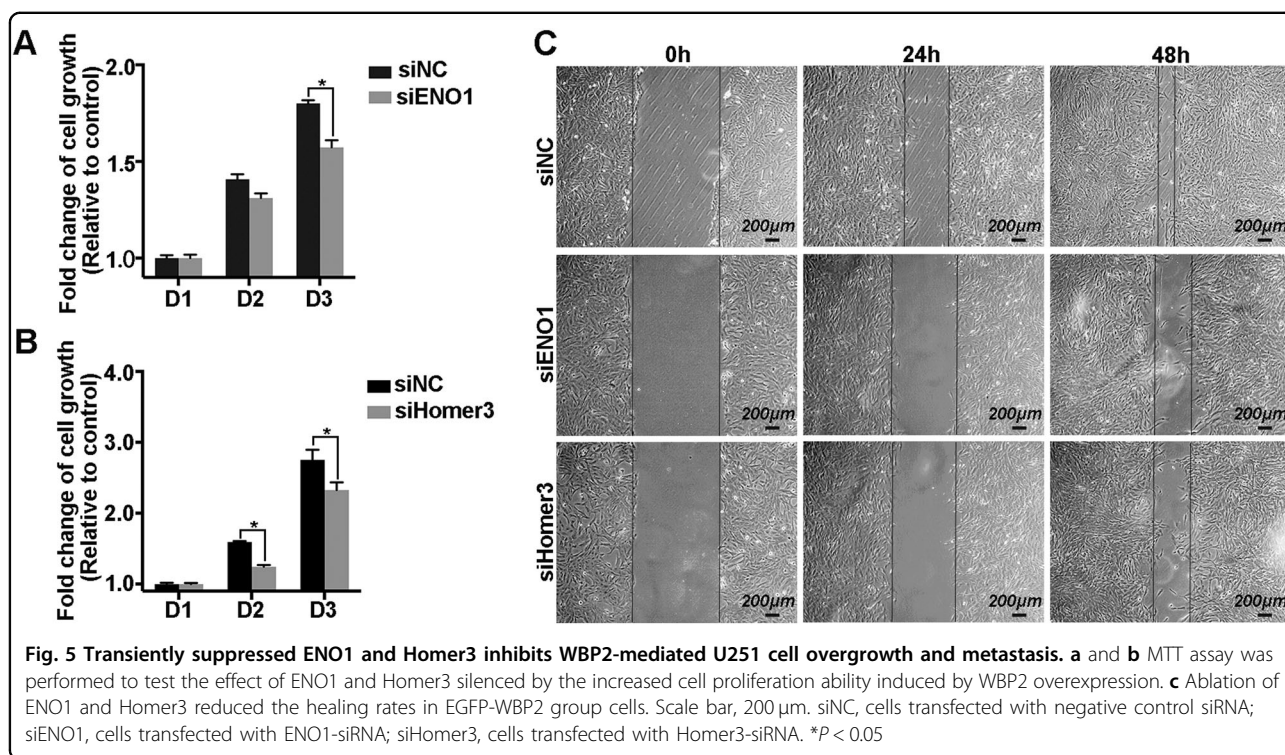 A
Fold change of cell growth
(Relative to control)
2.0
1.5
1.0
D1 D2 D3
siNC
siENO1
*
B
Fold change of cell growth
(Relative to control)
4.0
3.0
2.0
1.0
D1 D2 D3
siNC
siHomer3
*
*
C
0h 24h 48h
siNC
200μm 200μm 200μm
siENO1
200μm 200μm 200μm
siHomer3
200μm 200μm 200μm
Fig. 5 Transiently suppressed ENO1 and Homer3 inhibits WBP2-mediated U251 cell overgrowth and metastasis. a and b MTT assay was
performed to test the effect of ENO1 and Homer3 silenced by the increased cell proliferation ability induced by WBP2 overexpression. c Ablation of
ENO1 and Homer3 reduced the healing rates in EGFP-WBP2 group cells. Scale bar, 200 μm. siNC, cells transfected with negative control siRNA;
siENO1, cells transfected with ENO1-siRNA; siHomer3, cells transfected with Homer3-siRNA. *P < 0.05